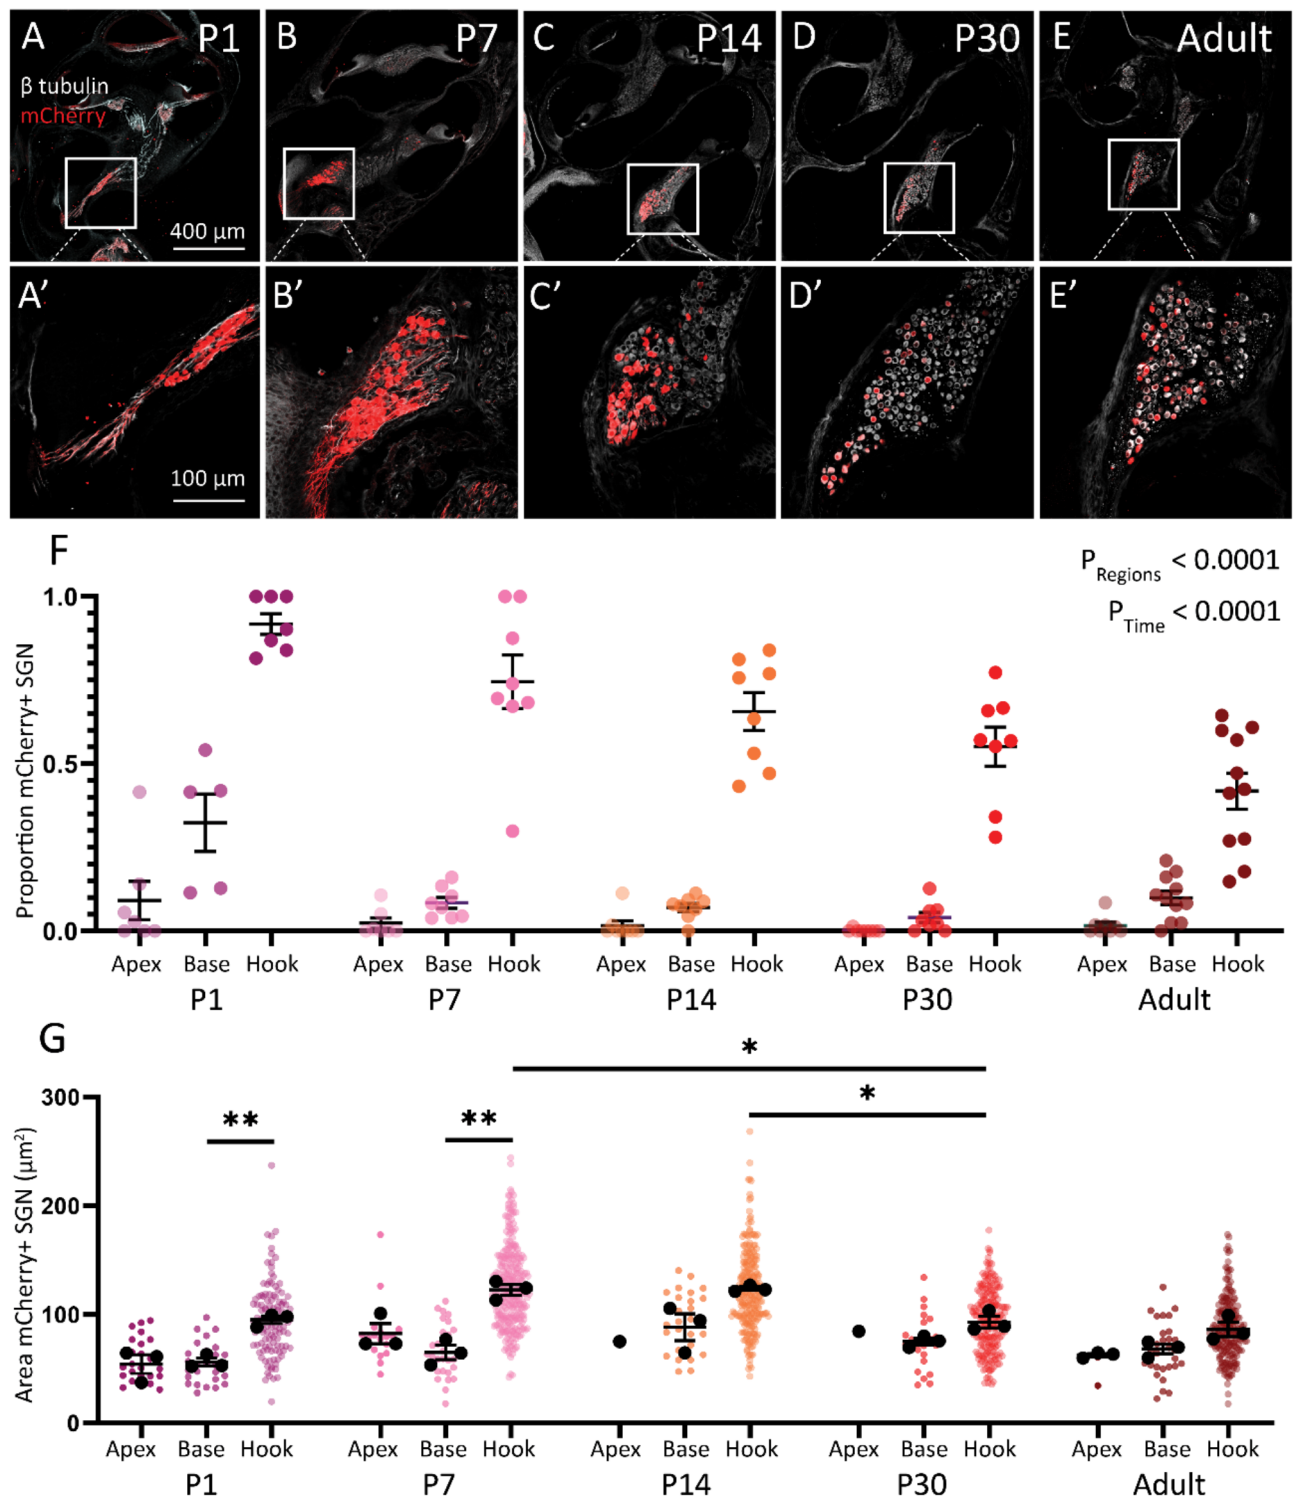 A P1 B P7 C P14 D P30 E Adult
β tubulin
mCherry
400 µm
A’ B’ C’ D’ E’
100 µm
F
P Regions < 0.0001
P Time < 0.0001
Proportion mCherry+ SGN
1.0
0.5
0.0
Apex Base Hook Apex Base Hook Apex Base Hook Apex Base Hook Apex Base Hook
P1 P7 P14 P30 Adult
G
*
*
** **
Area mCherry+ SGN (µm²)
300
200
100
0
Apex Base Hook Apex Base Hook Apex Base Hook Apex Base Hook Apex Base Hook
P1 P7 P14 P30 Adult